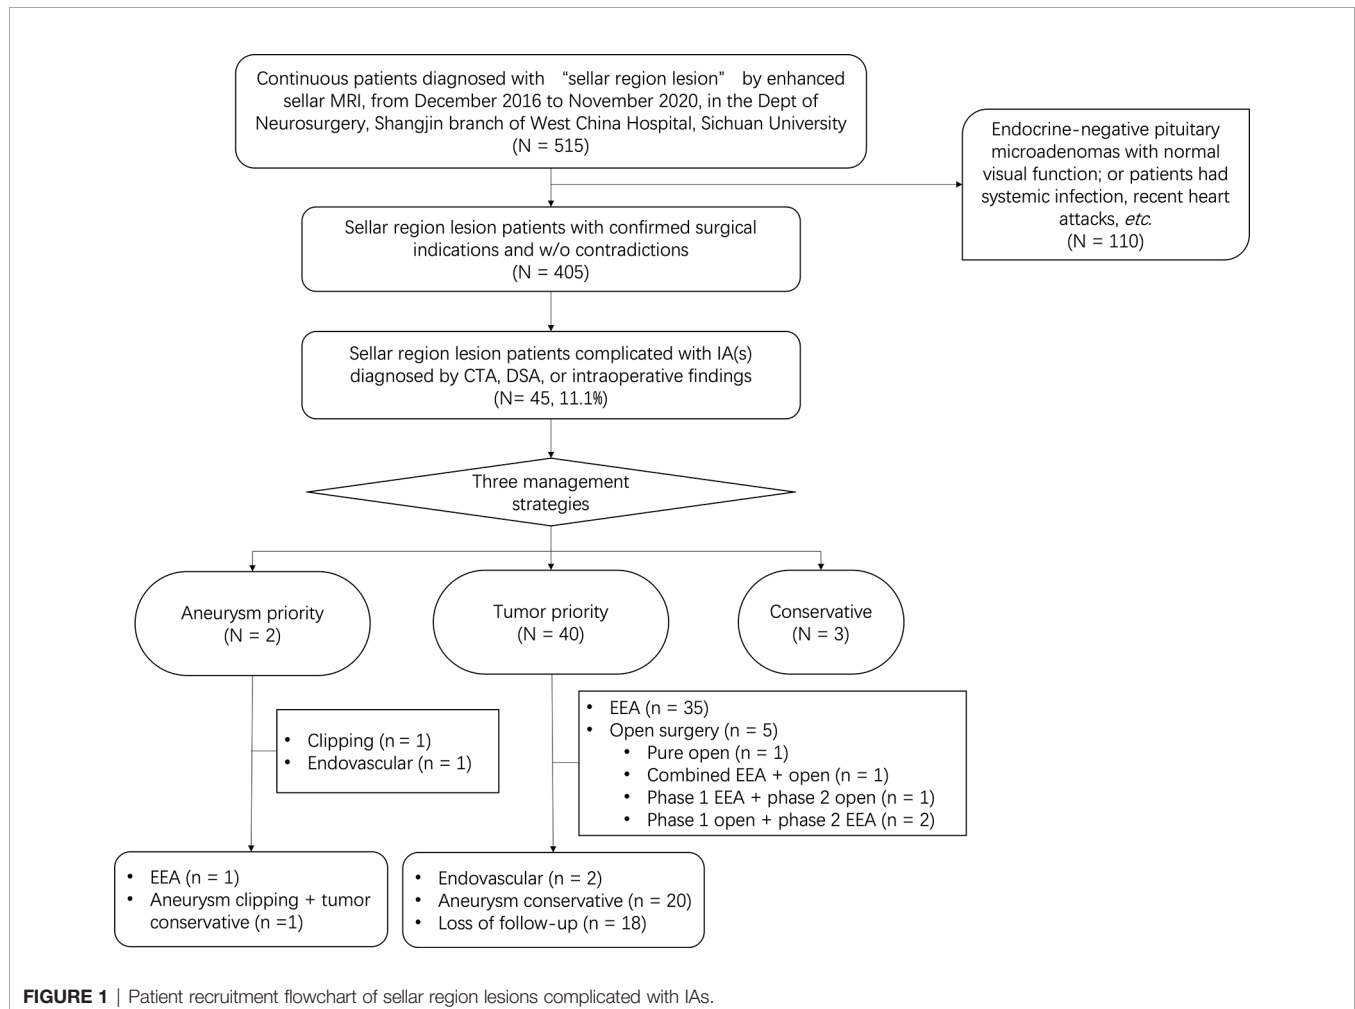 Continuous patients diagnosed with “sellar region lesion” by enhanced
sellar MRI, from December 2016 to November 2020, in the Dept of
Neurosurgery, Shangjin branch of West China Hospital, Sichuan University
(N = 515)
Endocrine-negative pituitary
microadenomas with normal
visual function; or patients had
systemic infection, recent heart
attacks, etc.
(N = 110)
Sellar region lesion patients with confirmed surgical
indications and w/o contradictions
(N = 405)
Sellar region lesion patients complicated with IA(s)
diagnosed by CTA, DSA, or intraoperative findings
(N= 45, 11.1%)
Three management
strategies
Aneurysm priority
(N = 2)
Tumor priority
(N = 40)
Conservative
(N = 3)
• Clipping (n = 1)
• Endovascular (n = 1)
• EEA (n = 35)
• Open surgery (n = 5)
• Pure open (n = 1)
• Combined EEA + open (n = 1)
• Phase 1 EEA + phase 2 open (n = 1)
• Phase 1 open + phase 2 EEA (n = 2)
• EEA (n = 1)
• Aneurysm clipping + tumor
conservative (n =1)
• Endovascular (n = 2)
• Aneurysm conservative (n = 20)
• Loss of follow-up (n = 18)
FIGURE 1 | Patient recruitment flowchart of sellar region lesions complicated with IAs.